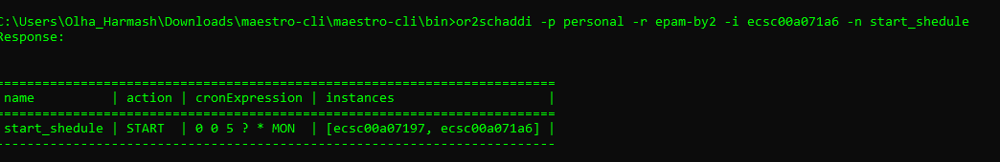 C:\Users\Olha_Harmash\Downloads\maestro-cli\maestro-cli\bin>or2schaddi -p personal -r epam-by2 -i ecsc00a071a6 -n start_shedule
Response:
================================================================================
name | action | cronExpression | instances |
================================================================================
start_shedule | START | 0 0 5 ? * MON | [ecsc00a07197, ecsc00a071a6] |
--------------------------------------------------------------------------------